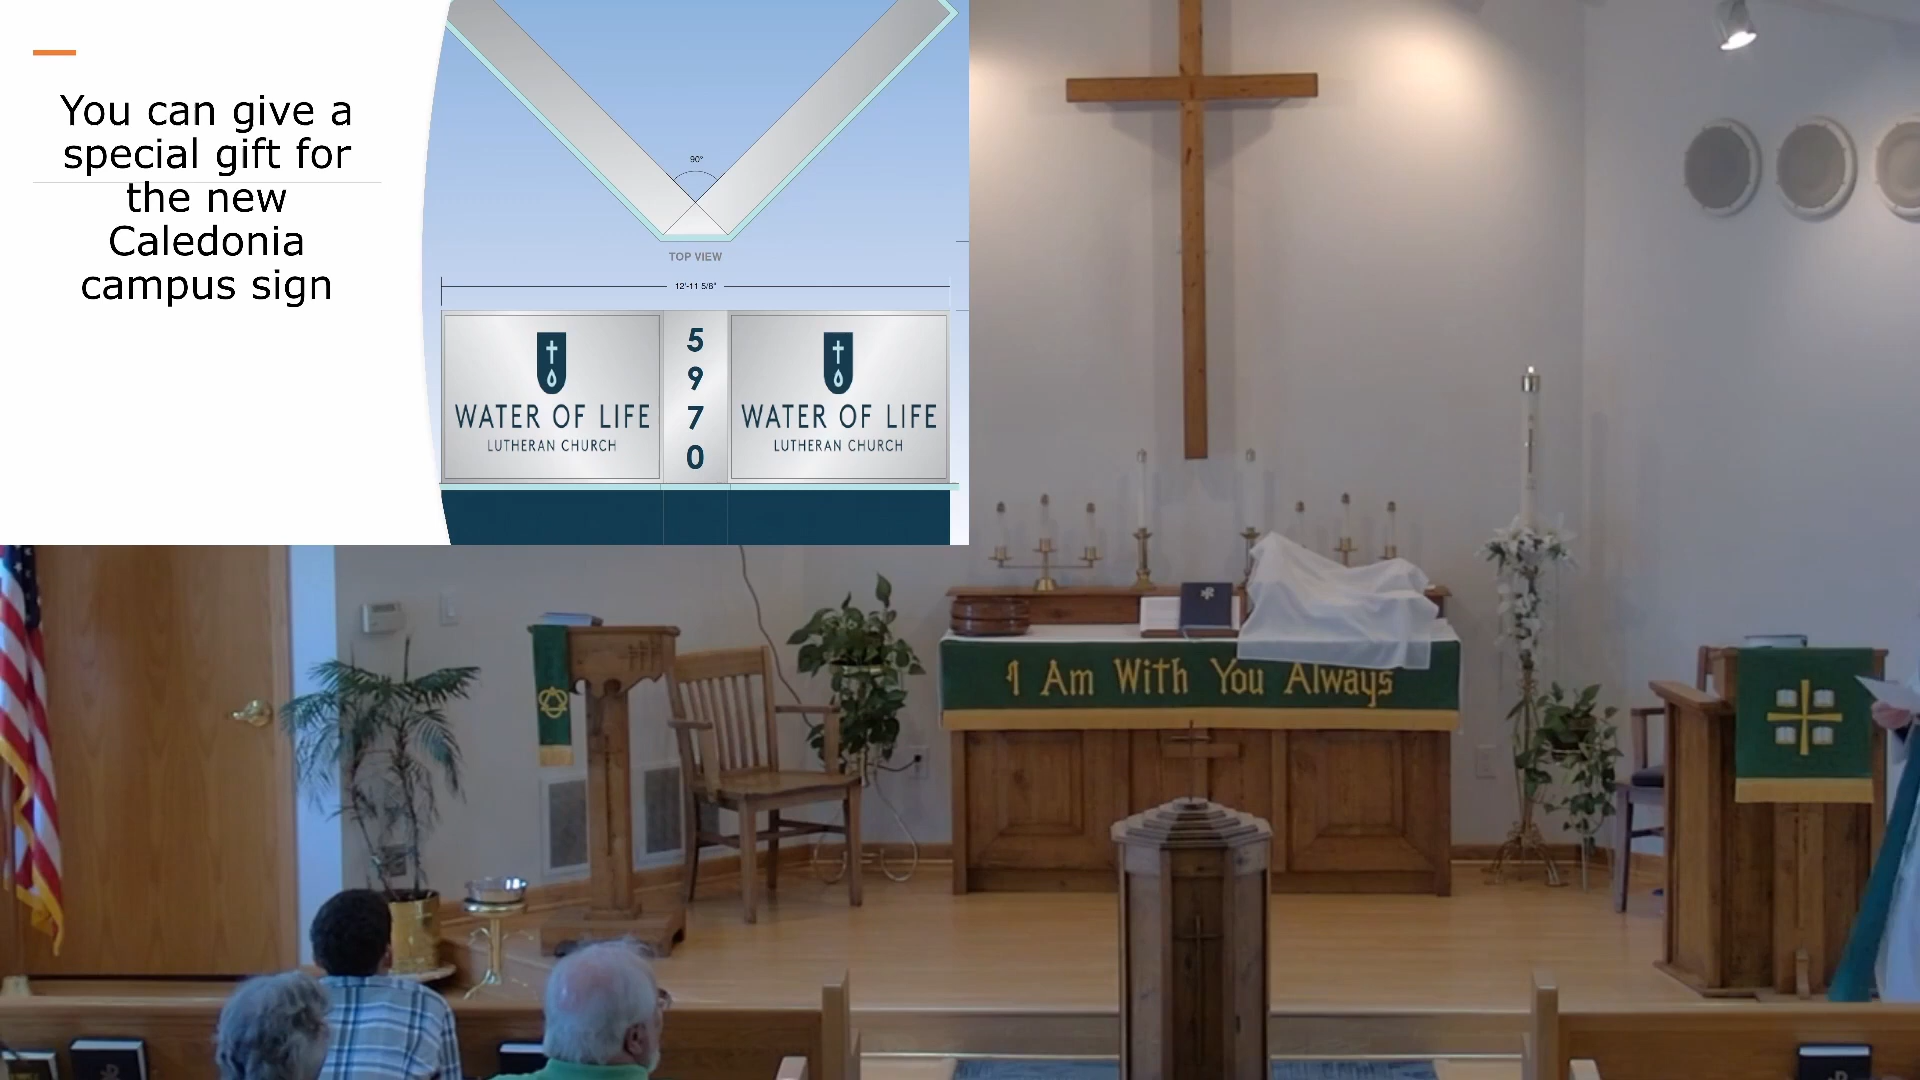 You can give a
special gift for
the new
Caledonia
campus sign
90°
TOP VIEW
12'-11 5/8"
WATER OF LIFE
LUTHERAN CHURCH
5
9
7
0
WATER OF LIFE
LUTHERAN CHURCH
I Am With You Always